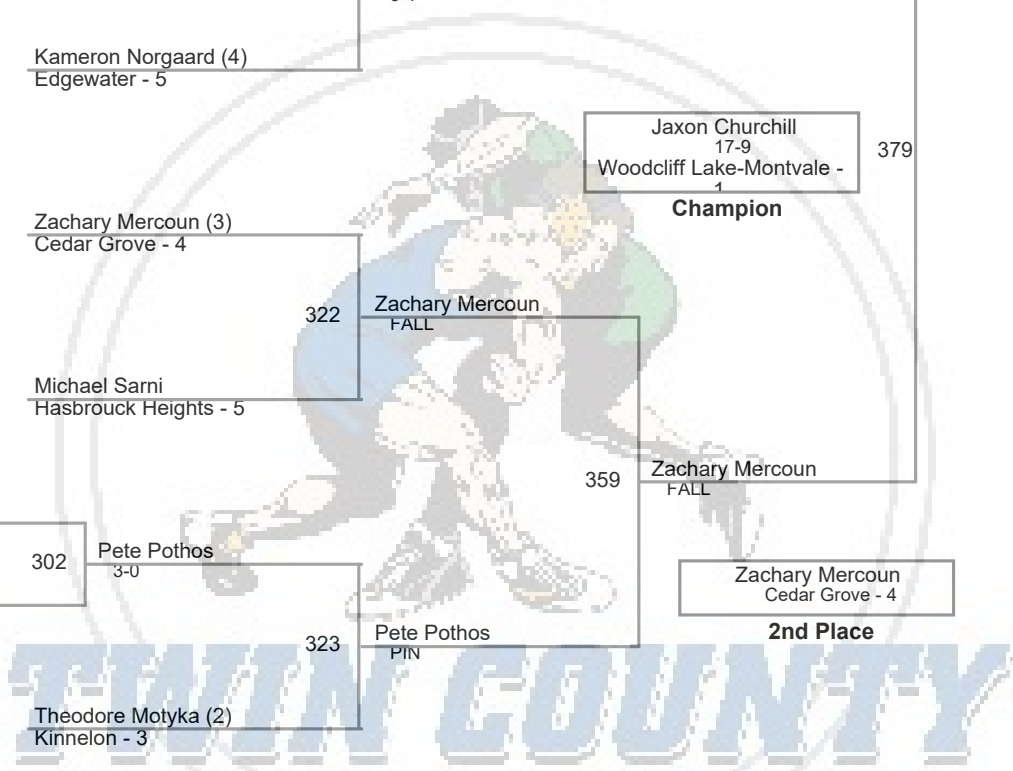 Kameron Norgaard (4)
Edgewater - 5
Jaxon Churchill
17-9
Woodcliff Lake-Montvale -
1
Champion
379
Zachary Mercoun (3)
Cedar Grove - 4
322
Zachary Mercoun
FALL
Michael Sarni
Hasbrouck Heights - 5
359
Zachary Mercoun
FALL
302
Pete Pothos
3-0
Zachary Mercoun
Cedar Grove - 4
2nd Place
323
Pete Pothos
PIN
Theodore Motyka (2)
Kinnelon - 3
TWIN COUNTY